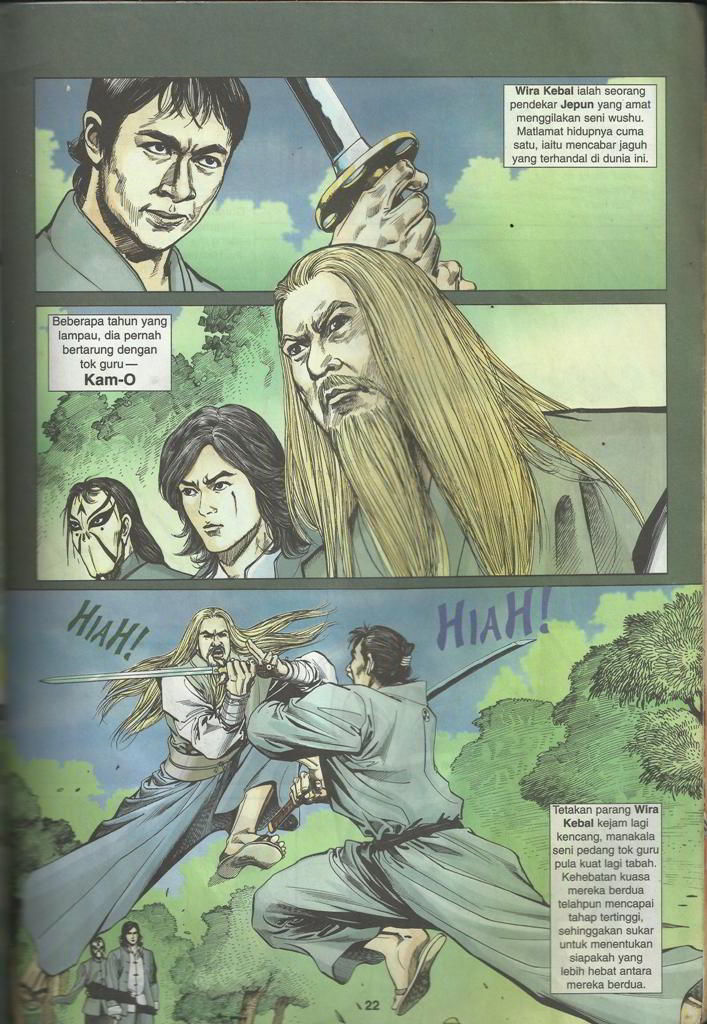 Wira Kebal ialah seorang
pendekar Jepun yang amat
menggilakan seni wushu.
Matlamat hidupnya cuma
satu, iaitu mencabar jaguh
yang terhandal di dunia ini.
Beberapa tahun yang
lampau, dia pernah
bertarung dengan
tok guru—
Kam-O
HIAH!
HIAH!
Tetakan parang Wira
Kebal kejam lagi
kencang, manakala
seni pedang tok guru
pula kuat lagi tabah.
Kehebatan kuasa
mereka berdua
telahpun mencapai
tahap tertinggi,
sehinggakan sukar
untuk menentukan
siapakah yang
lebih hebat antara
mereka berdua.
22